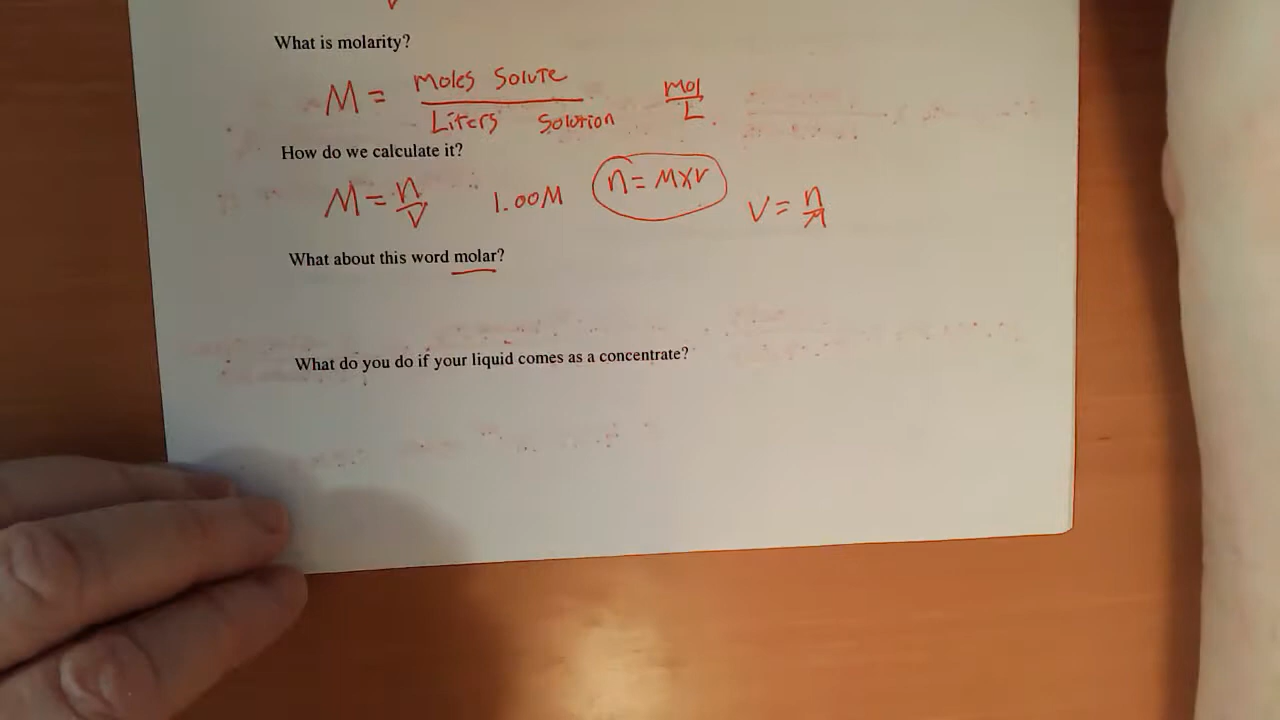 What is molarity?
M = Moles Solute / Liters Solution mol/L
How do we calculate it?
M = n/V 1.00M n = M×V V = n/M
What about this word molar?
What do you do if your liquid comes as a concentrate?